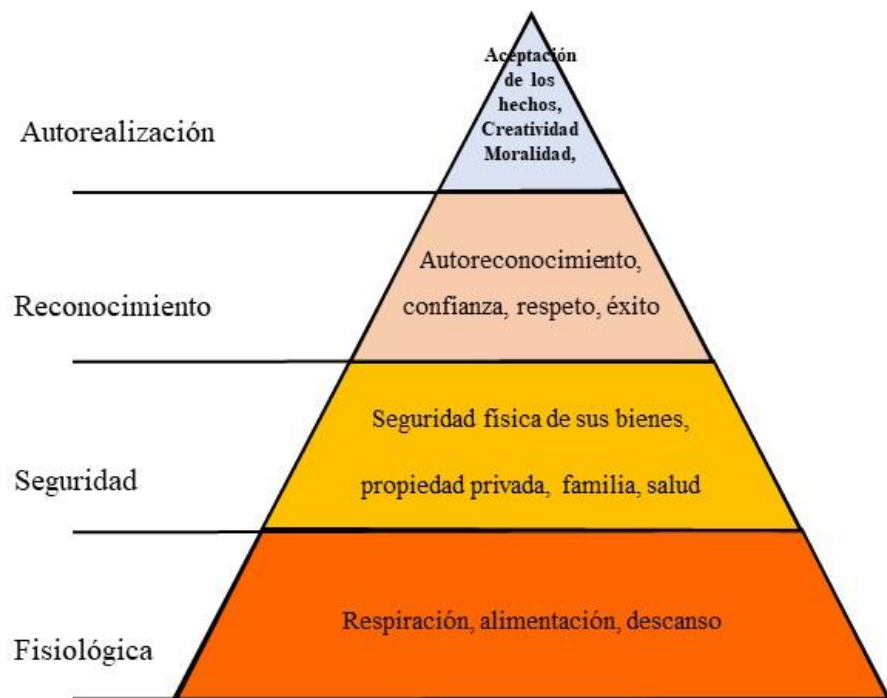 Aceptación
de los
hechos,
Creatividad
Moralidad,
Autorealización
Autoreconocimiento,
confianza, respeto, éxito
Reconocimiento
Seguridad física de sus bienes,
propiedad privada, familia, salud
Seguridad
Respiración, alimentación, descanso
Fisiológica